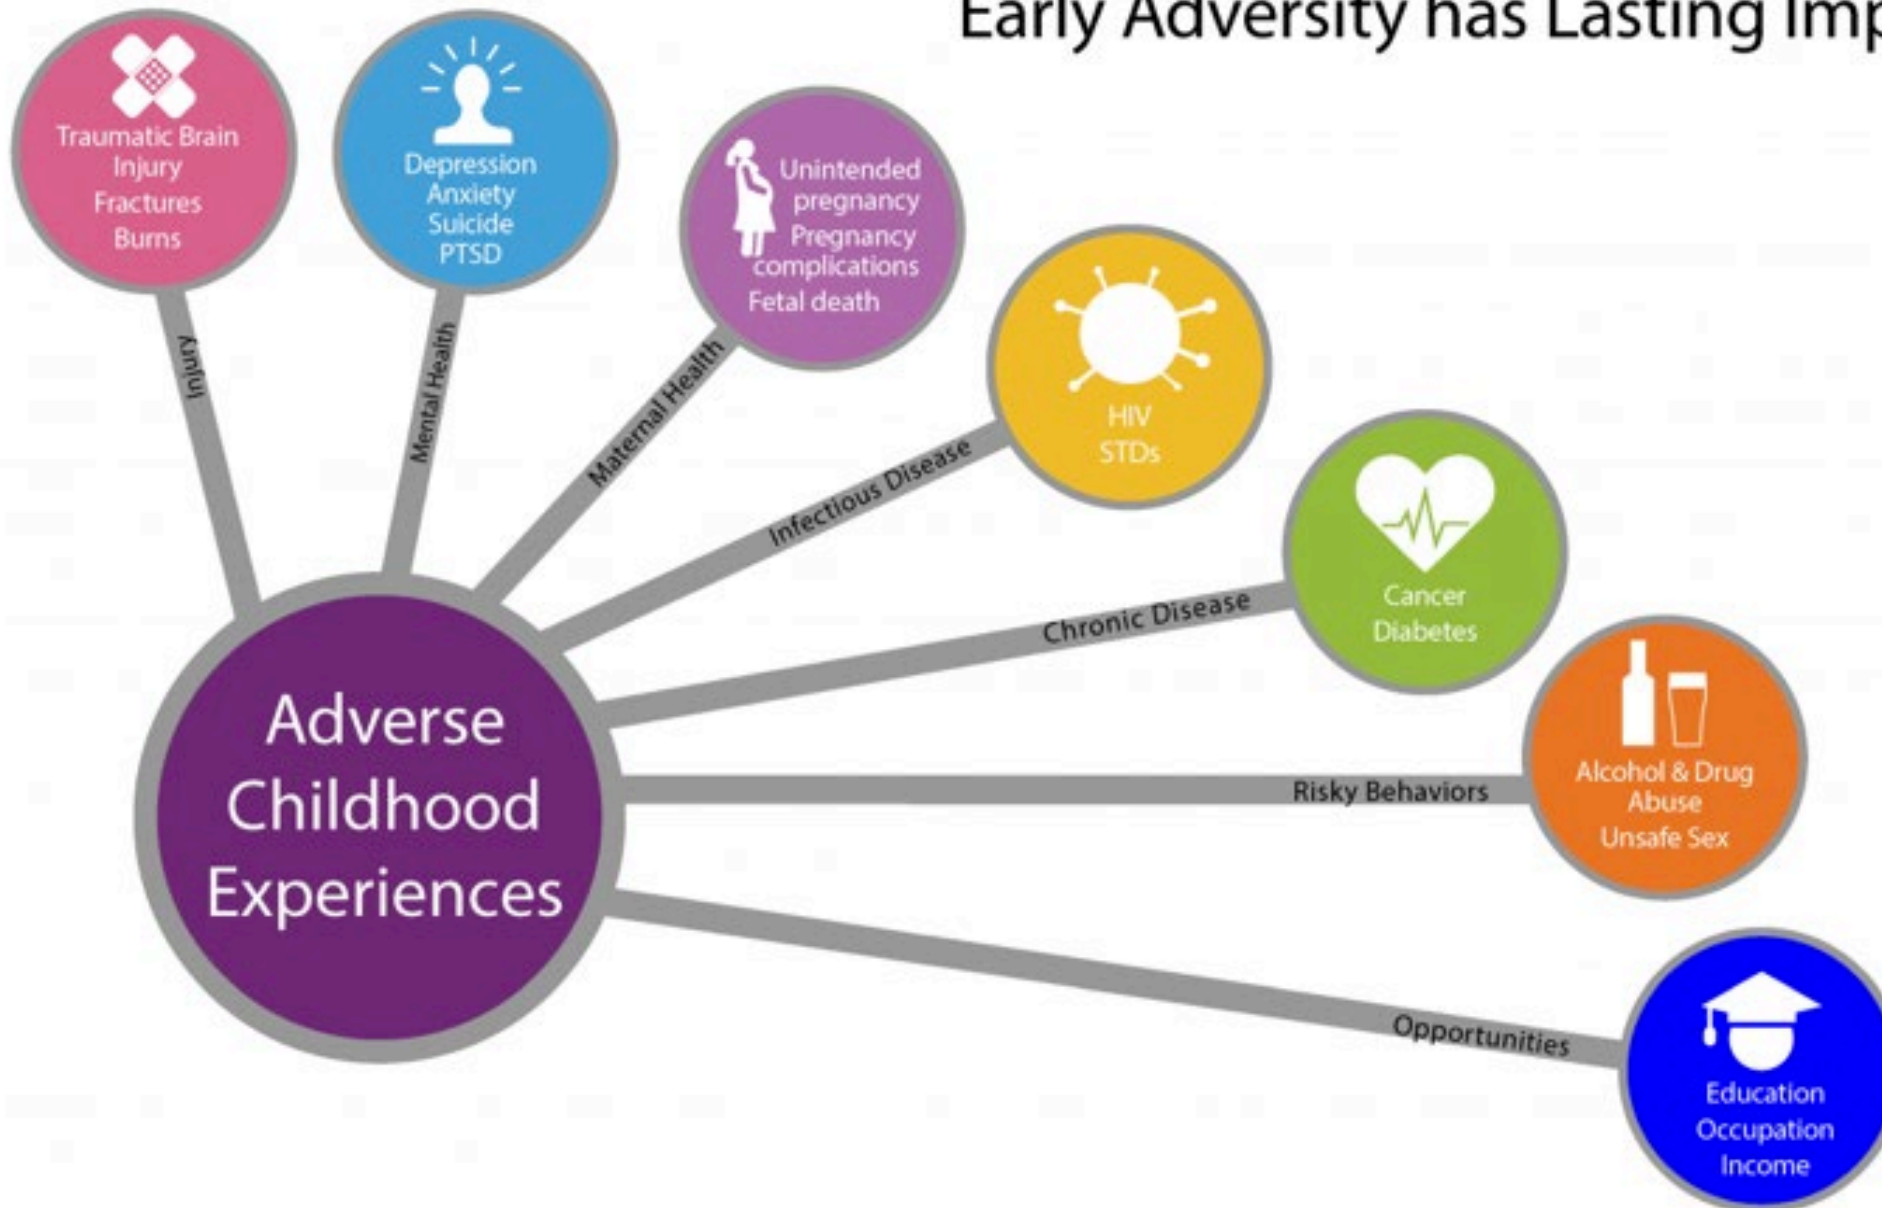 Early Adversity has Lasting Imp
Traumatic Brain
Injury
Fractures
Burns
Depression
Anxiety
Suicide
PTSD
Unintended
pregnancy
Pregnancy
complications
Fetal death
HIV
STDs
Cancer
Diabetes
Alcohol & Drug
Abuse
Unsafe Sex
Education
Occupation
Income
Injury
Mental Health
Maternal Health
Infectious Disease
Chronic Disease
Risky Behaviors
Opportunities
Adverse
Childhood
Experiences